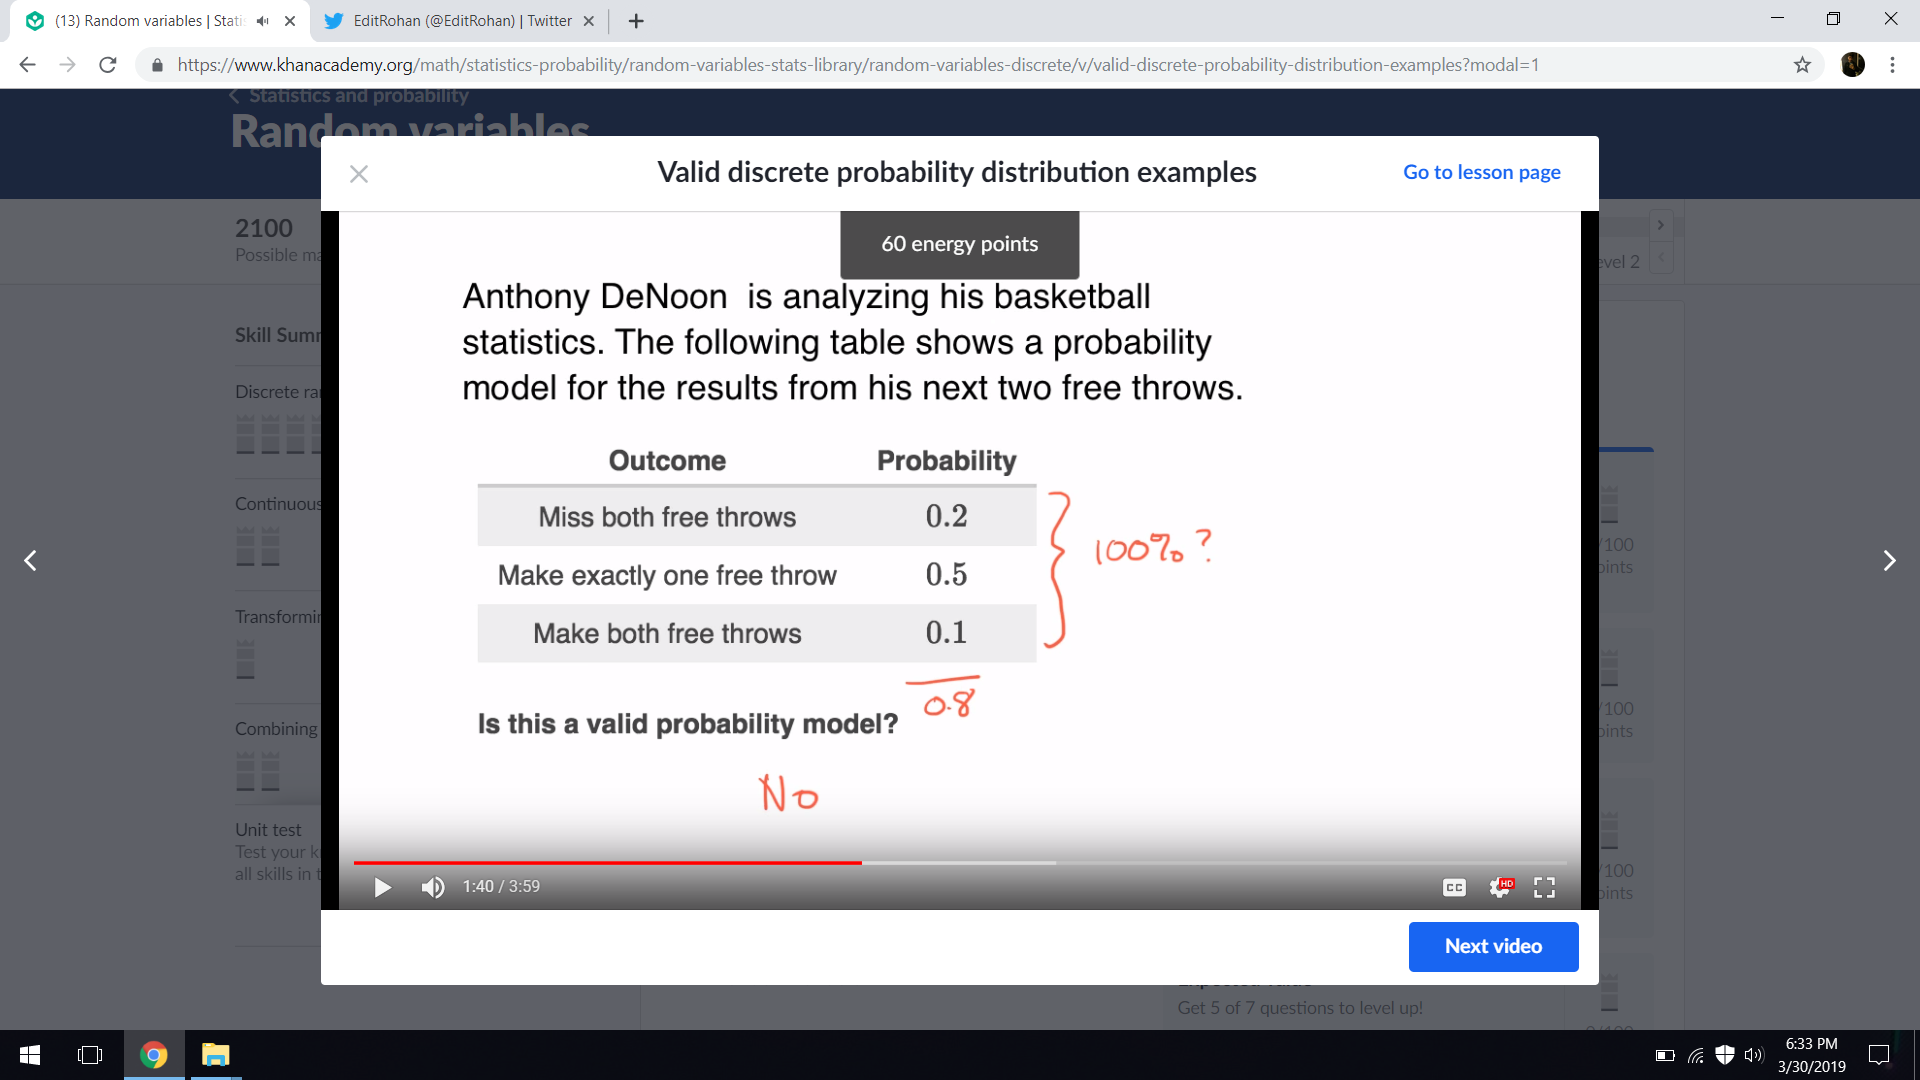 (13) Random variables | Stati
EditRohan (@EditRohan) | Twitter
https://www.khanacademy.org/math/statistics-probability/random-variables-stats-library/random-variables-discrete/v/valid-discrete-probability-distribution-examples?modal=1
Statistics and probability
Random variables
Valid discrete probability distribution examples
Go to lesson page
2100
Possible ma
evel 2
60 energy points
Anthony DeNoon is analyzing his basketball
statistics. The following table shows a probability
model for the results from his next two free throws.
Skill Summ
Discrete ra
Continuous
Transformin
Combining
Unit test
Test your k
all skills in t
Outcome Probability
Miss both free throws 0.2
Make exactly one free throw 0.5
Make both free throws 0.1
100% ?
0.8
Is this a valid probability model?
No
1:40 / 3:59
CC
HD
/100
oints
/100
oints
/100
oints
Next video
Get 5 of 7 questions to level up!
6:33 PM
3/30/2019